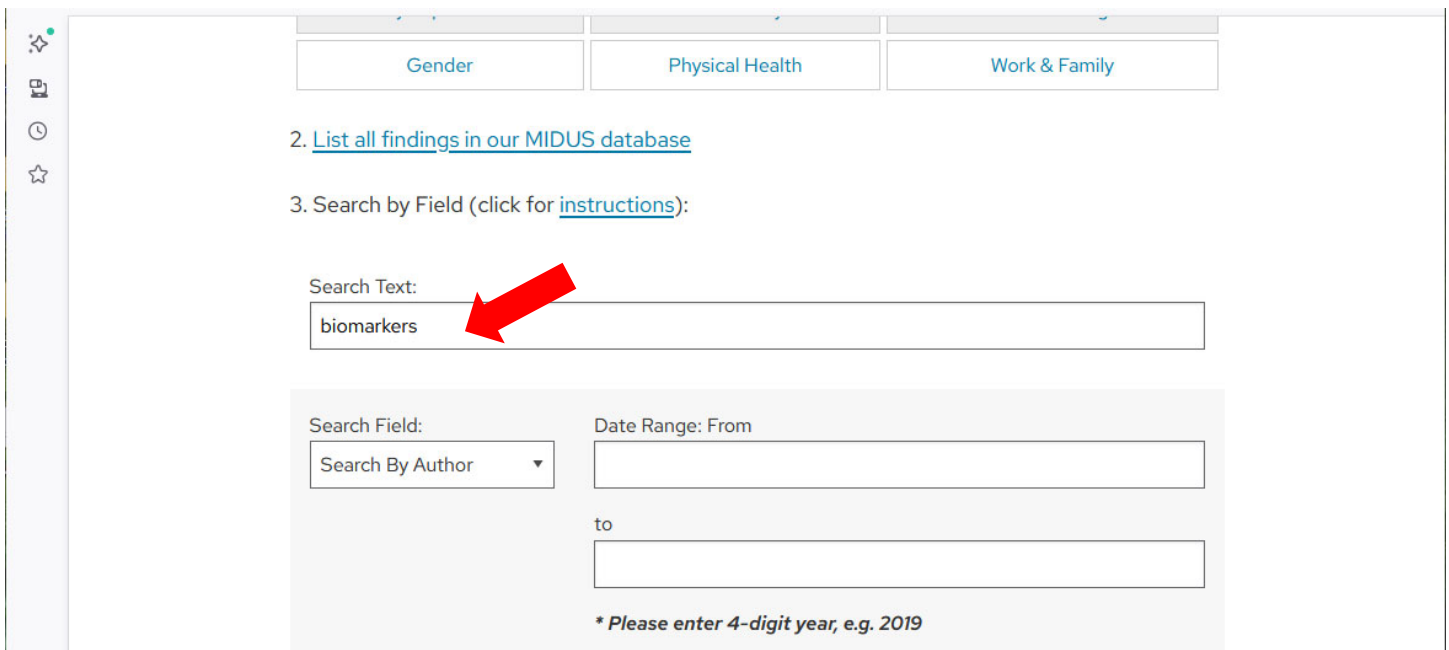 Gender
Physical Health
Work & Family
2. List all findings in our MIDUS database
3. Search by Field (click for instructions):
Search Text:
biomarkers
Search Field:
Date Range: From
Search By Author
to
* Please enter 4-digit year, e.g. 2019